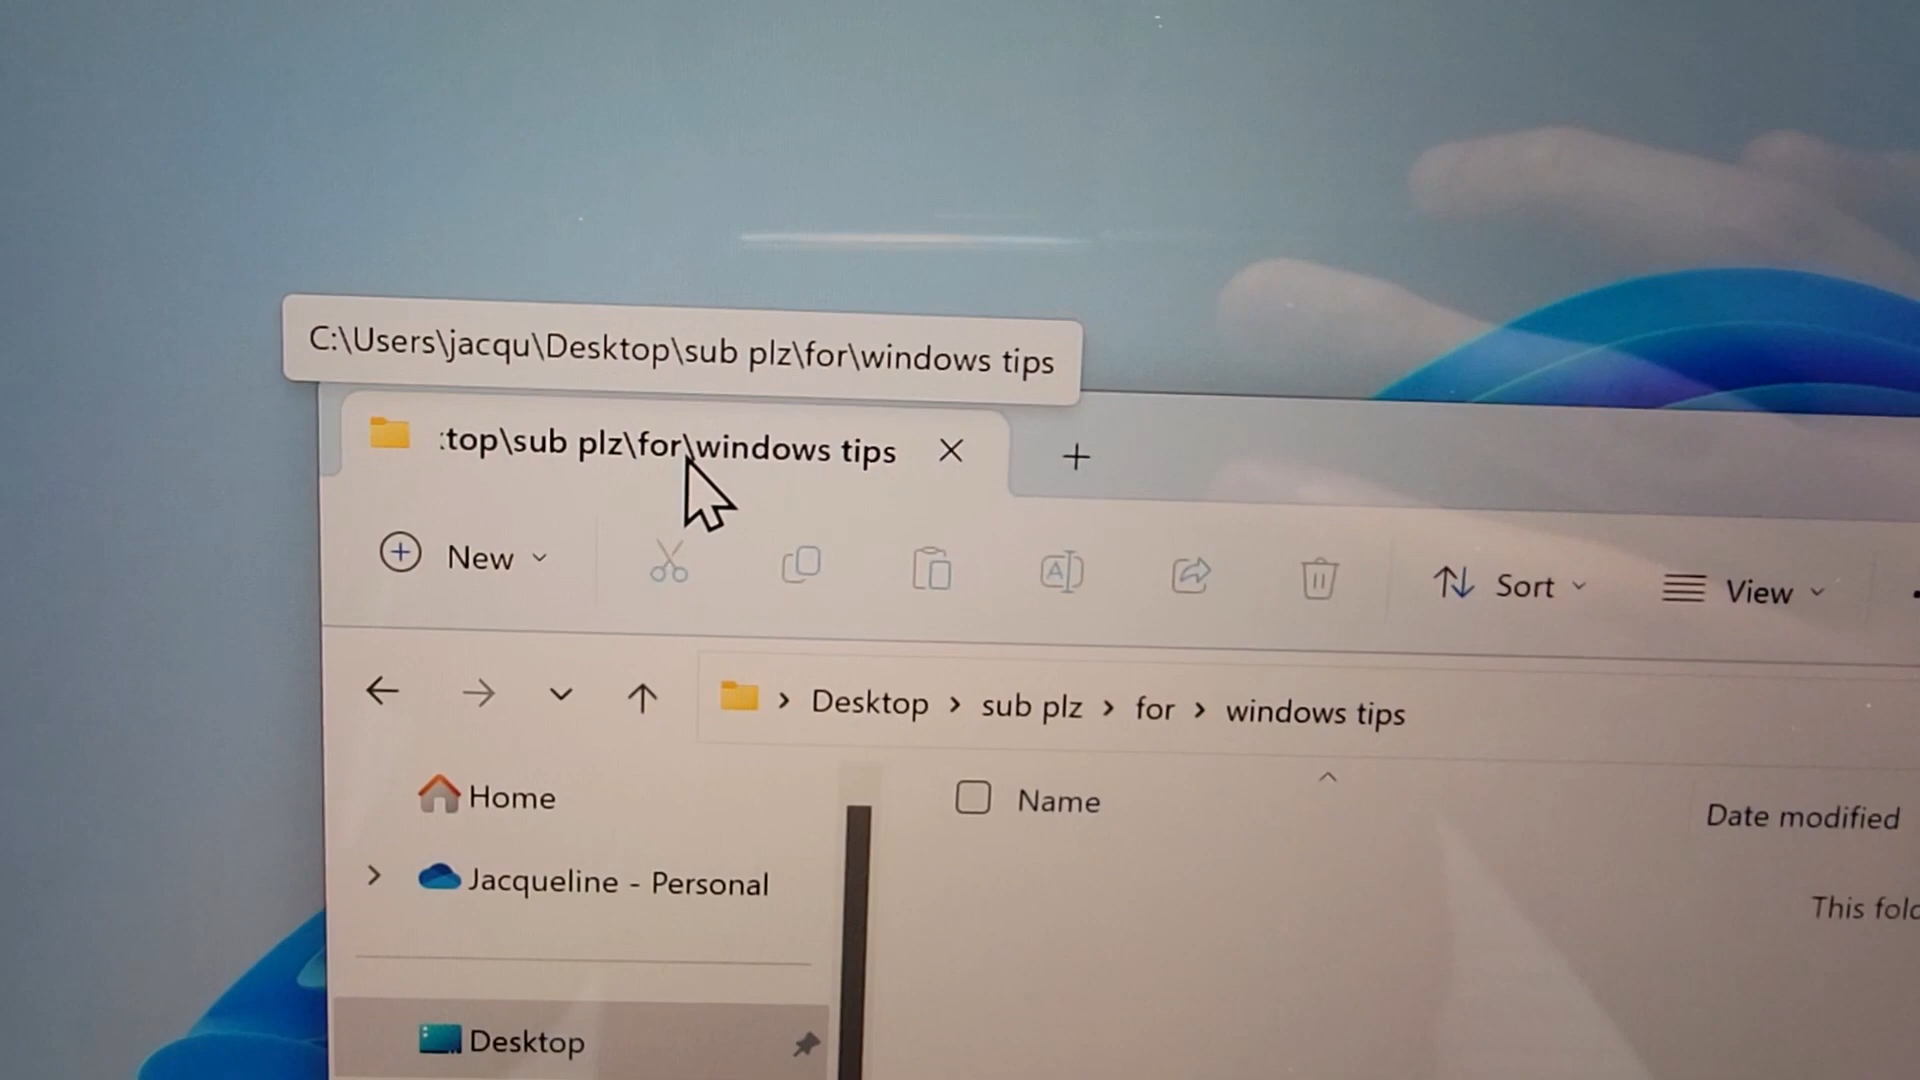 C:\Users\jacqu\Desktop\sub plz\for\windows tips
:top\sub plz\for\windows tips
New
Sort
View
Desktop > sub plz > for > windows tips
Home
Name
Date modified
Jacqueline - Personal
This
Desktop